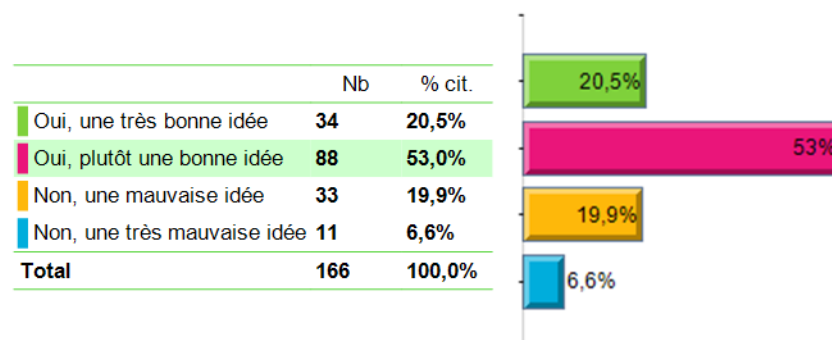 Nb % cit.
Oui, une très bonne idée 34 20,5%
Oui, plutôt une bonne idée 88 53,0%
Non, une mauvaise idée 33 19,9%
Non, une très mauvaise idée 11 6,6%
Total 166 100,0%
20,5%
53%
19,9%
6,6%